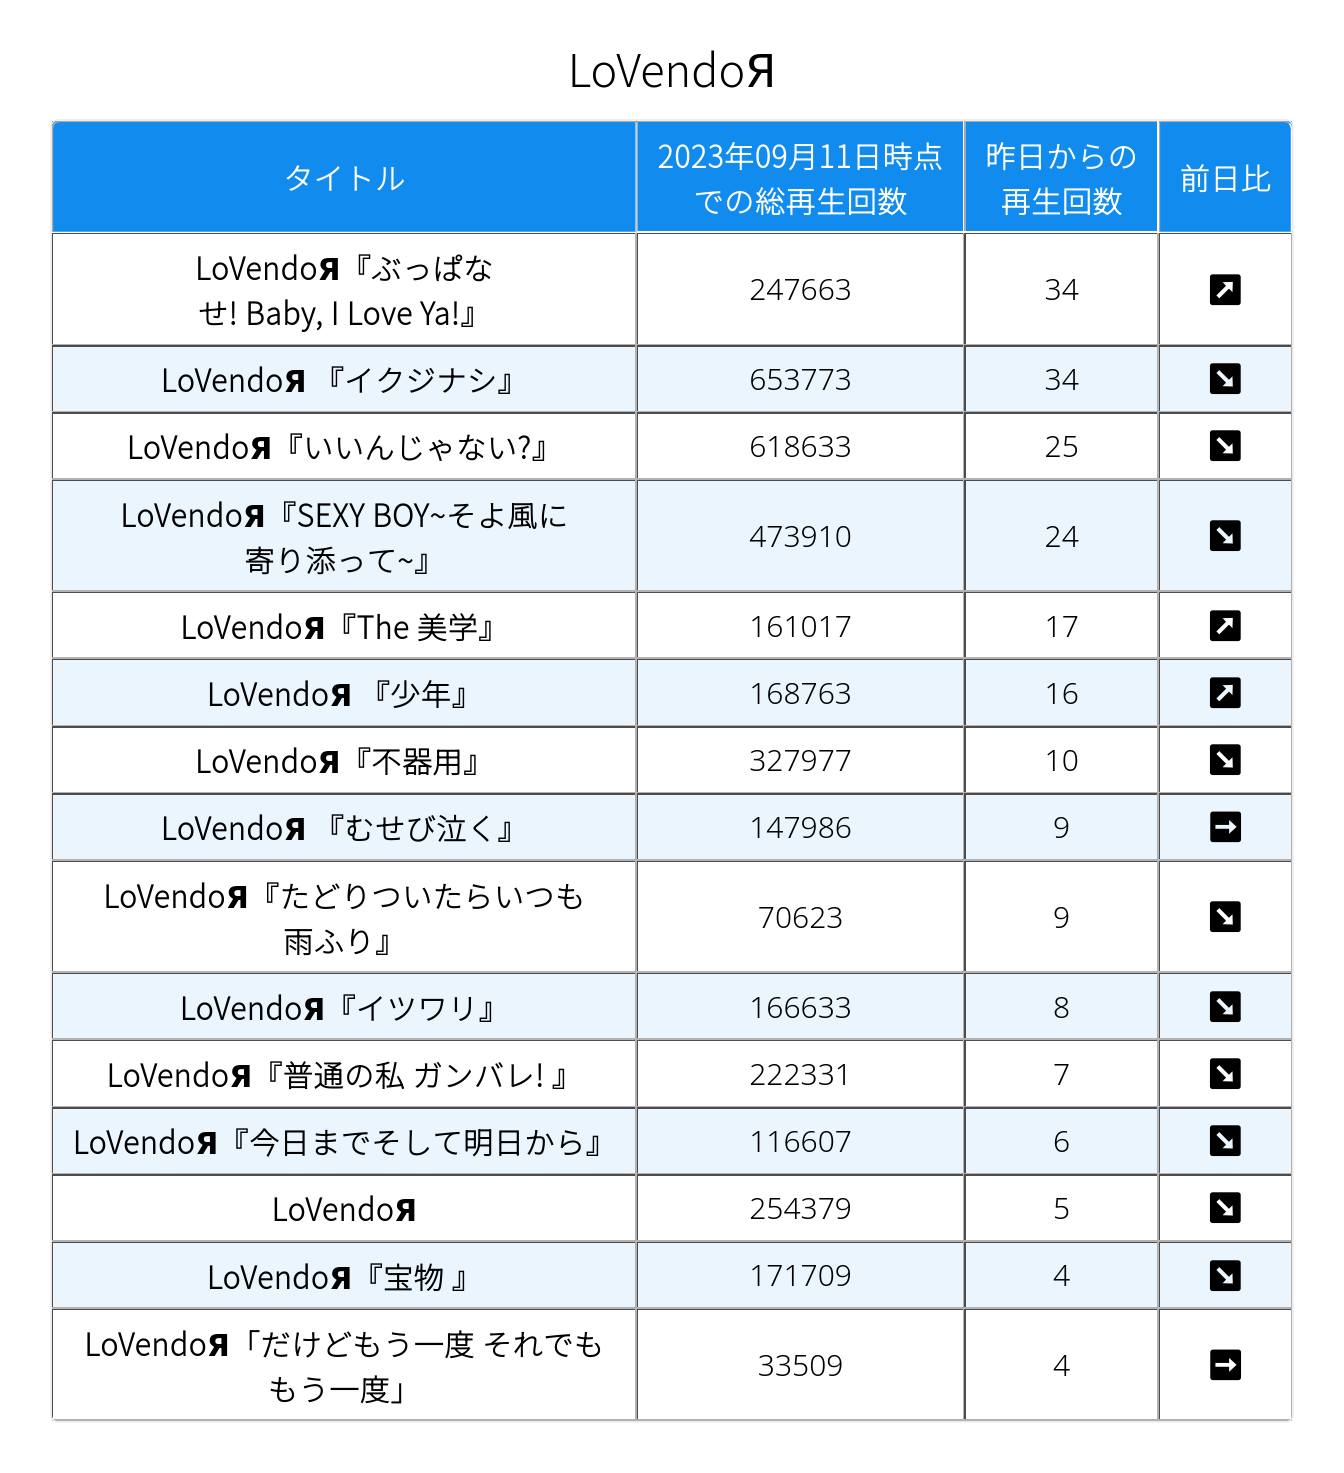 LoVendoЯ
タイトル
2023年09月11日時点
での総再生回数
昨日からの
再生回数
前日比
LoVendoЯ『ぶっぱな
せ! Baby, I Love Ya!』
247663
34
↗
LoVendoЯ 『イクジナシ』
653773
34
↘
LoVendoЯ『いいんじゃない?』
618633
25
↘
LoVendoЯ『SEXY BOY~そよ風に
寄り添って~』
473910
24
↘
LoVendoЯ『The 美学』
161017
17
↗
LoVendoЯ 『少年』
168763
16
↗
LoVendoЯ『不器用』
327977
10
↘
LoVendoЯ 『むせび泣く』
147986
9
→
LoVendoЯ『たどりついたらいつも
雨ふり』
70623
9
↘
LoVendoЯ『イツワリ』
166633
8
↘
LoVendoЯ『普通の私 ガンバレ! 』
222331
7
↘
LoVendoЯ『今日までそして明日から』
116607
6
↘
LoVendoЯ
254379
5
↘
LoVendoЯ『宝物 』
171709
4
↘
LoVendoЯ「だけどもう一度 それでも
もう一度」
33509
4
→